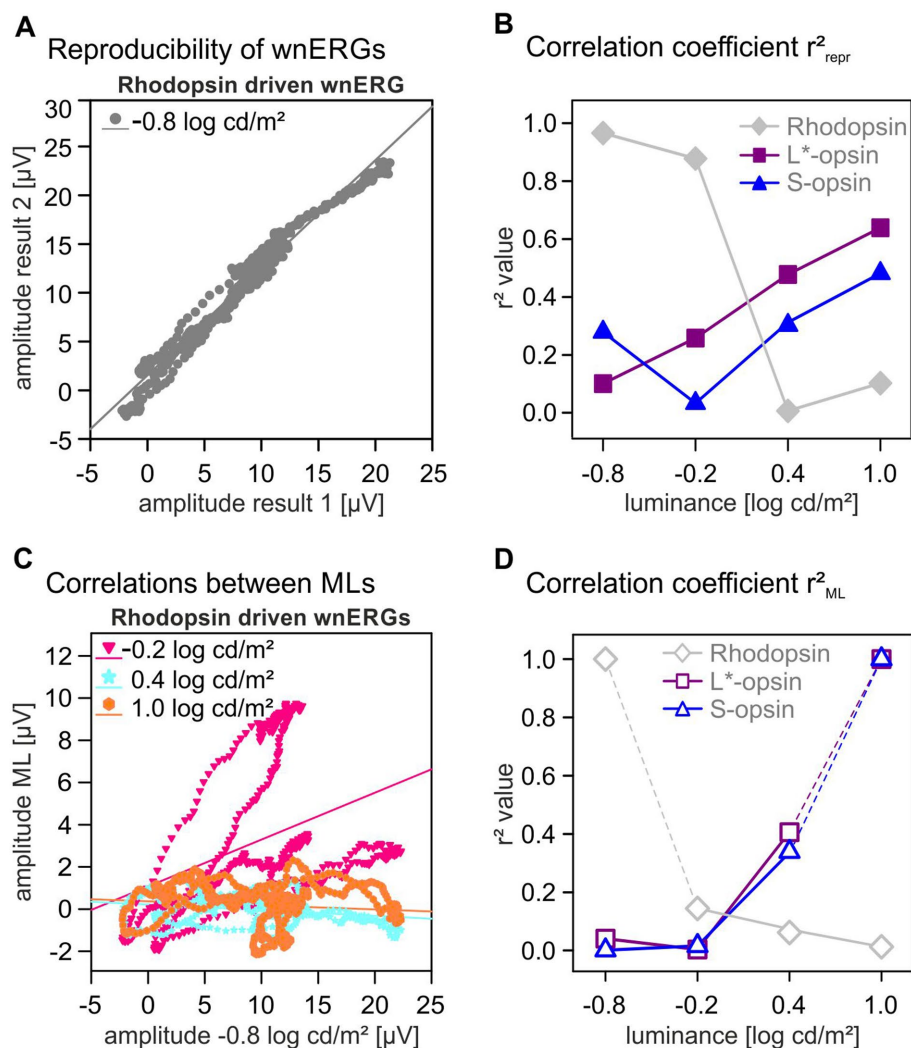 A
Reproducibility of wnERGs
Rhodopsin driven wnERG
-0.8 log cd/m²
30
25
20
15
10
5
0
-5
amplitude result 2 [µV]
-5 0 5 10 15 20 25
amplitude result 1 [µV]
B
Correlation coefficient r²repr
Rhodopsin
L*-opsin
S-opsin
1.0
0.8
0.6
0.4
0.2
0.0
r² value
-0.8 -0.2 0.4 1.0
luminance [log cd/m²]
C
Correlations between MLs
Rhodopsin driven wnERGs
-0.2 log cd/m²
0.4 log cd/m²
1.0 log cd/m²
12
10
8
6
4
2
0
-2
amplitude ML [µV]
-5 0 5 10 15 20 25
amplitude -0.8 log cd/m² [µV]
D
Correlation coefficient r²ML
Rhodopsin
L*-opsin
S-opsin
1.0
0.8
0.6
0.4
0.2
0.0
r² value
-0.8 -0.2 0.4 1.0
luminance [log cd/m²]